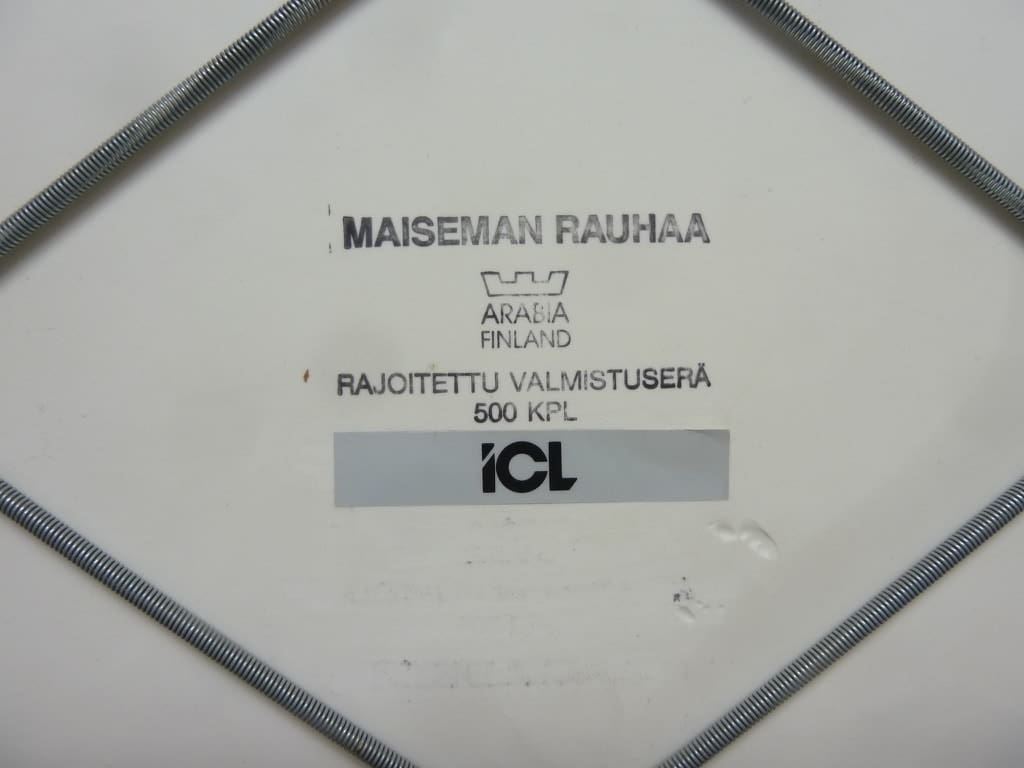 MAISEMAN RAUHAA
ARABIA
FINLAND
RAJOITETTU VALMISTUSERÄ
500 KPL
ICL